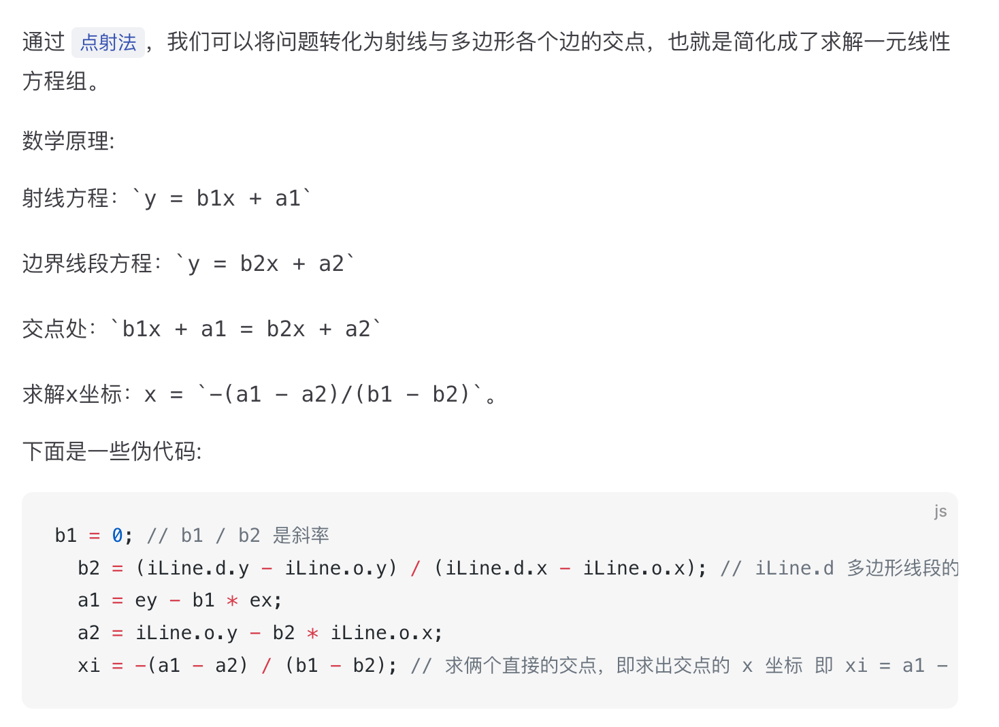 通过 点射法，我们可以将问题转化为射线与多边形各个边的交点，也就是简化成了求解一元线性
方程组。
数学原理:
射线方程：`y = b1x + a1`
边界线段方程：`y = b2x + a2`
交点处：`b1x + a1 = b2x + a2`
求解x坐标：x = `-(a1 - a2)/(b1 - b2)`。
下面是一些伪代码:
js
b1 = 0; // b1 / b2 是斜率
b2 = (iLine.d.y - iLine.o.y) / (iLine.d.x - iLine.o.x); // iLine.d 多边形线段的
a1 = ey - b1 * ex;
a2 = iLine.o.y - b2 * iLine.o.x;
xi = -(a1 - a2) / (b1 - b2); // 求俩个直接的交点，即求出交点的 x 坐标 即 xi = a1 -